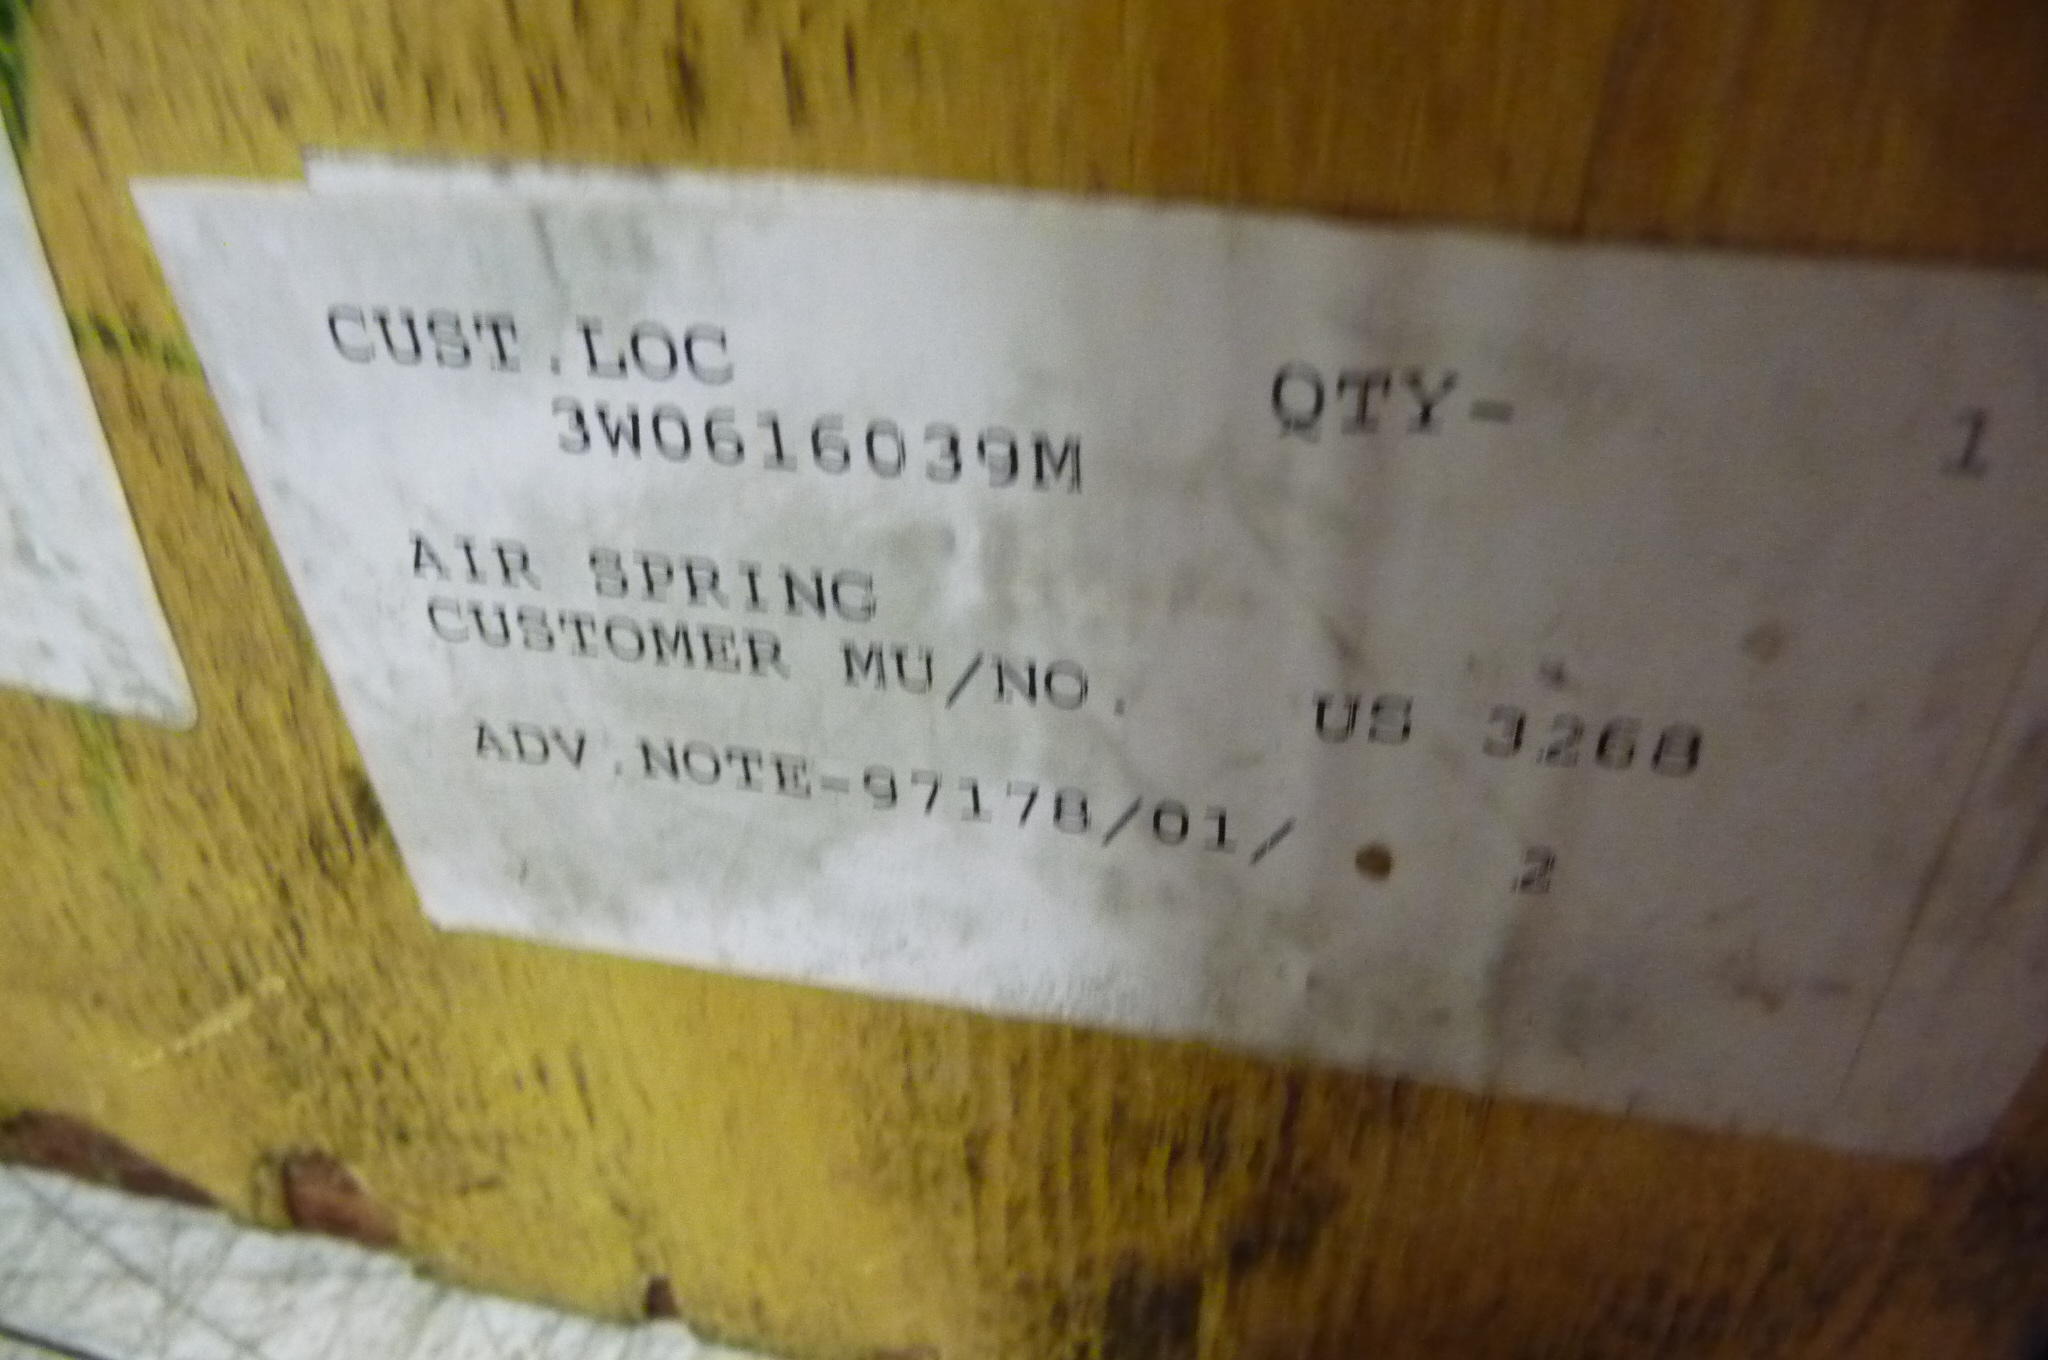 CUST.LOC QTY- 1
3W0616039M
AIR SPRING
CUSTOMER MU/NO. US 3268
ADV.NOTE-97178/01/ 2